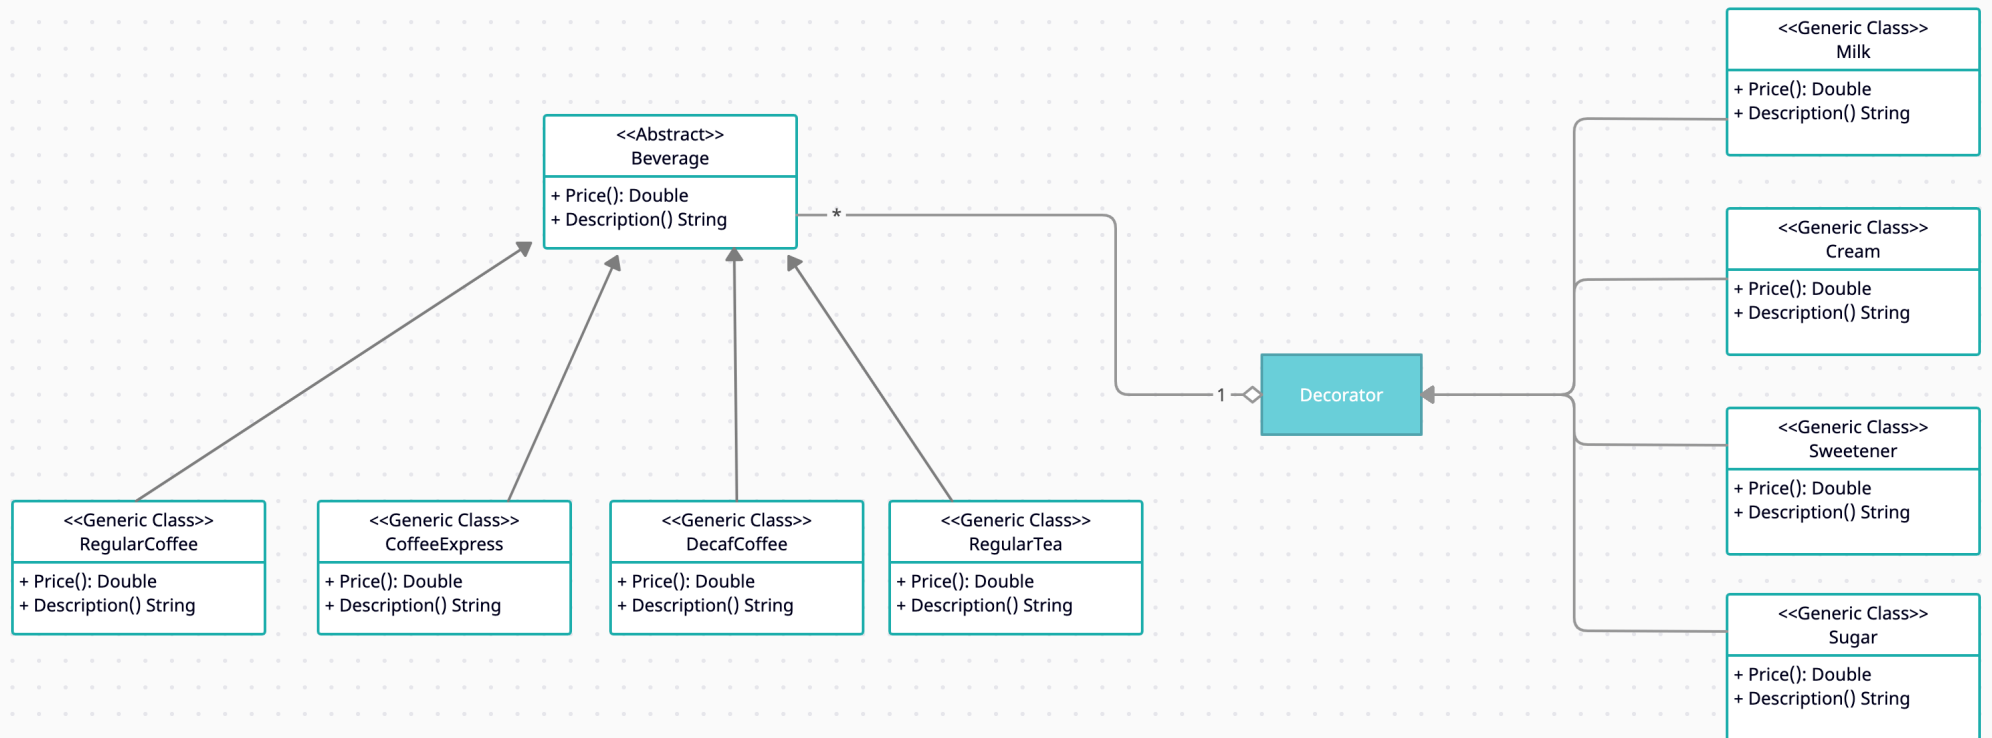 <<Generic Class>>
Milk
+ Price(): Double
+ Description() String
<<Abstract>>
Beverage
+ Price(): Double
+ Description() String
*
<<Generic Class>>
Cream
+ Price(): Double
+ Description() String
1
Decorator
<<Generic Class>>
Sweetener
+ Price(): Double
+ Description() String
<<Generic Class>>
RegularCoffee
+ Price(): Double
+ Description() String
<<Generic Class>>
CoffeeExpress
+ Price(): Double
+ Description() String
<<Generic Class>>
DecafCoffee
+ Price(): Double
+ Description() String
<<Generic Class>>
RegularTea
+ Price(): Double
+ Description() String
<<Generic Class>>
Sugar
+ Price(): Double
+ Description() String